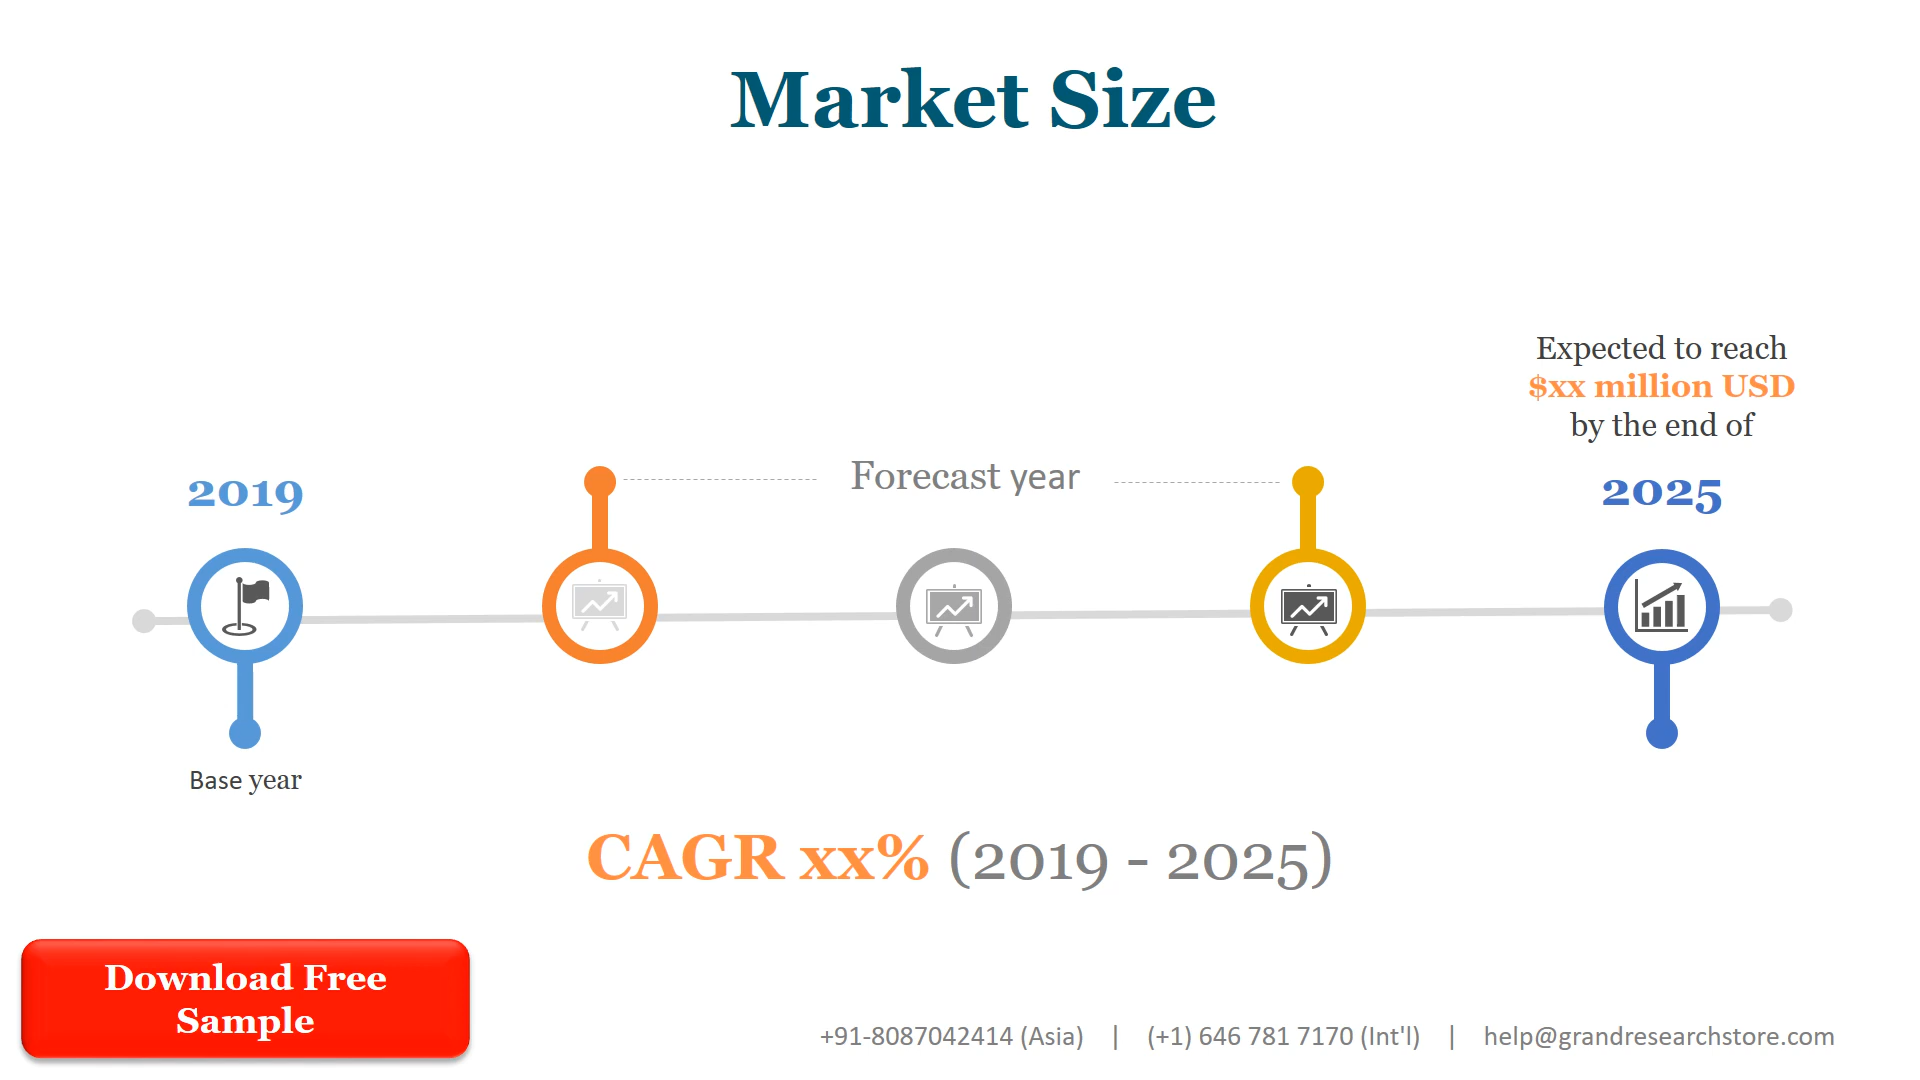 Market Size
Expected to reach
$xx million USD
by the end of
2019
Forecast year
2025
Base year
CAGR xx% (2019 - 2025)
Download Free
Sample
+91-8087042414 (Asia) | (+1) 646 781 7170 (Int'l) | help@grandresearchstore.com